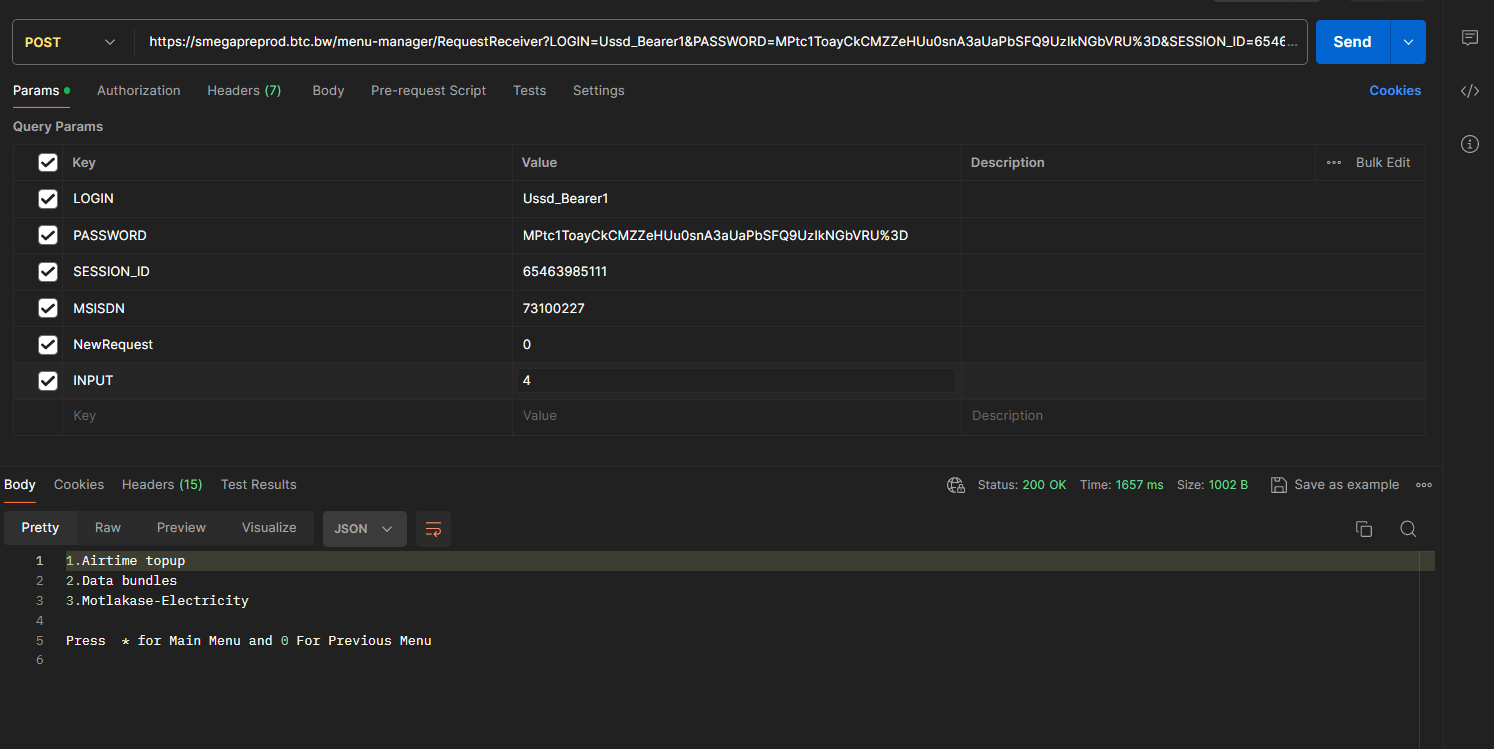 POST https://smegapreprod.btc.bw/menu-manager/RequestReceiver?LOGIN=Ussd_Bearer1&PASSWORD=MPtc1ToayCkCMZZeHUu0snA3aUaPbSFQ9UzIkNGbVRU%3D&SESSION_ID=6546... Send
Params Authorization Headers (7) Body Pre-request Script Tests Settings Cookies
Query Params
Key Value Description ••• Bulk Edit
LOGIN Ussd_Bearer1
PASSWORD MPtc1ToayCkCMZZeHUu0snA3aUaPbSFQ9UzIkNGbVRU%3D
SESSION_ID 65463985111
MSISDN 73100227
NewRequest 0
INPUT 4
Key Value Description
Body Cookies Headers (15) Test Results Status: 200 OK Time: 1657 ms Size: 1002 B Save as example
Pretty Raw Preview Visualize JSON
1 1.Airtime topup
2 2.Data bundles
3 3.Motlakase-Electricity
4
5 Press * for Main Menu and 0 For Previous Menu
6